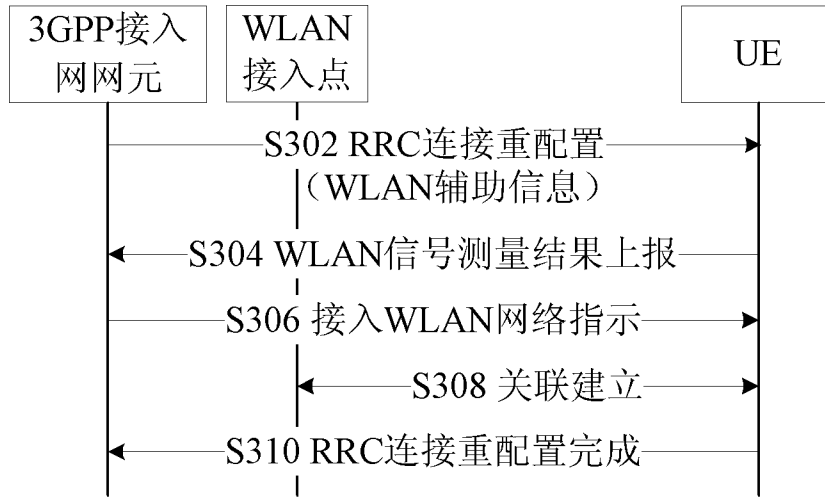 3GPP接入
网网元
WLAN
接入点
UE
S302 RRC连接重配置
（WLAN辅助信息）
S304 WLAN信号测量结果上报
S306 接入WLAN网络指示
S308 关联建立
S310 RRC连接重配置完成